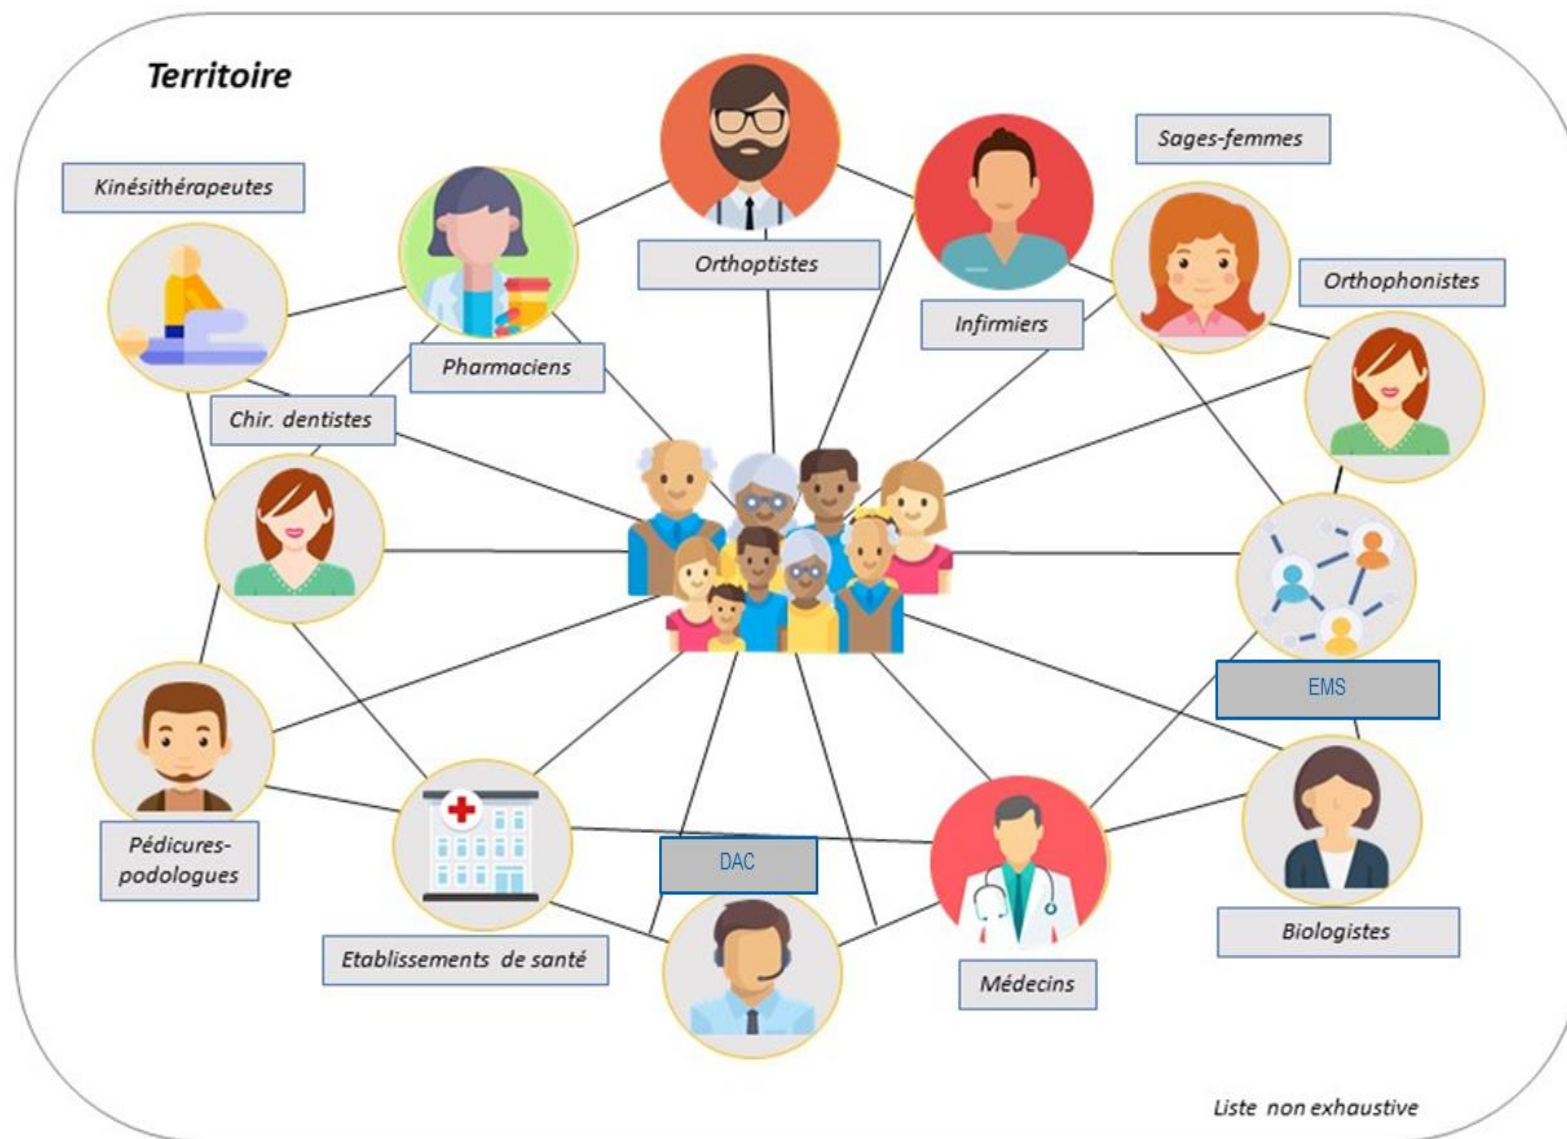 Territoire
Sages-femmes
Kinésithérapeutes
Orthoptistes
Orthophonistes
Infirmiers
Pharmaciens
Chir. dentistes
EMS
Pédicures-
podologues
DAC
Etablissements de santé
Médecins
Biologistes
Liste non exhaustive